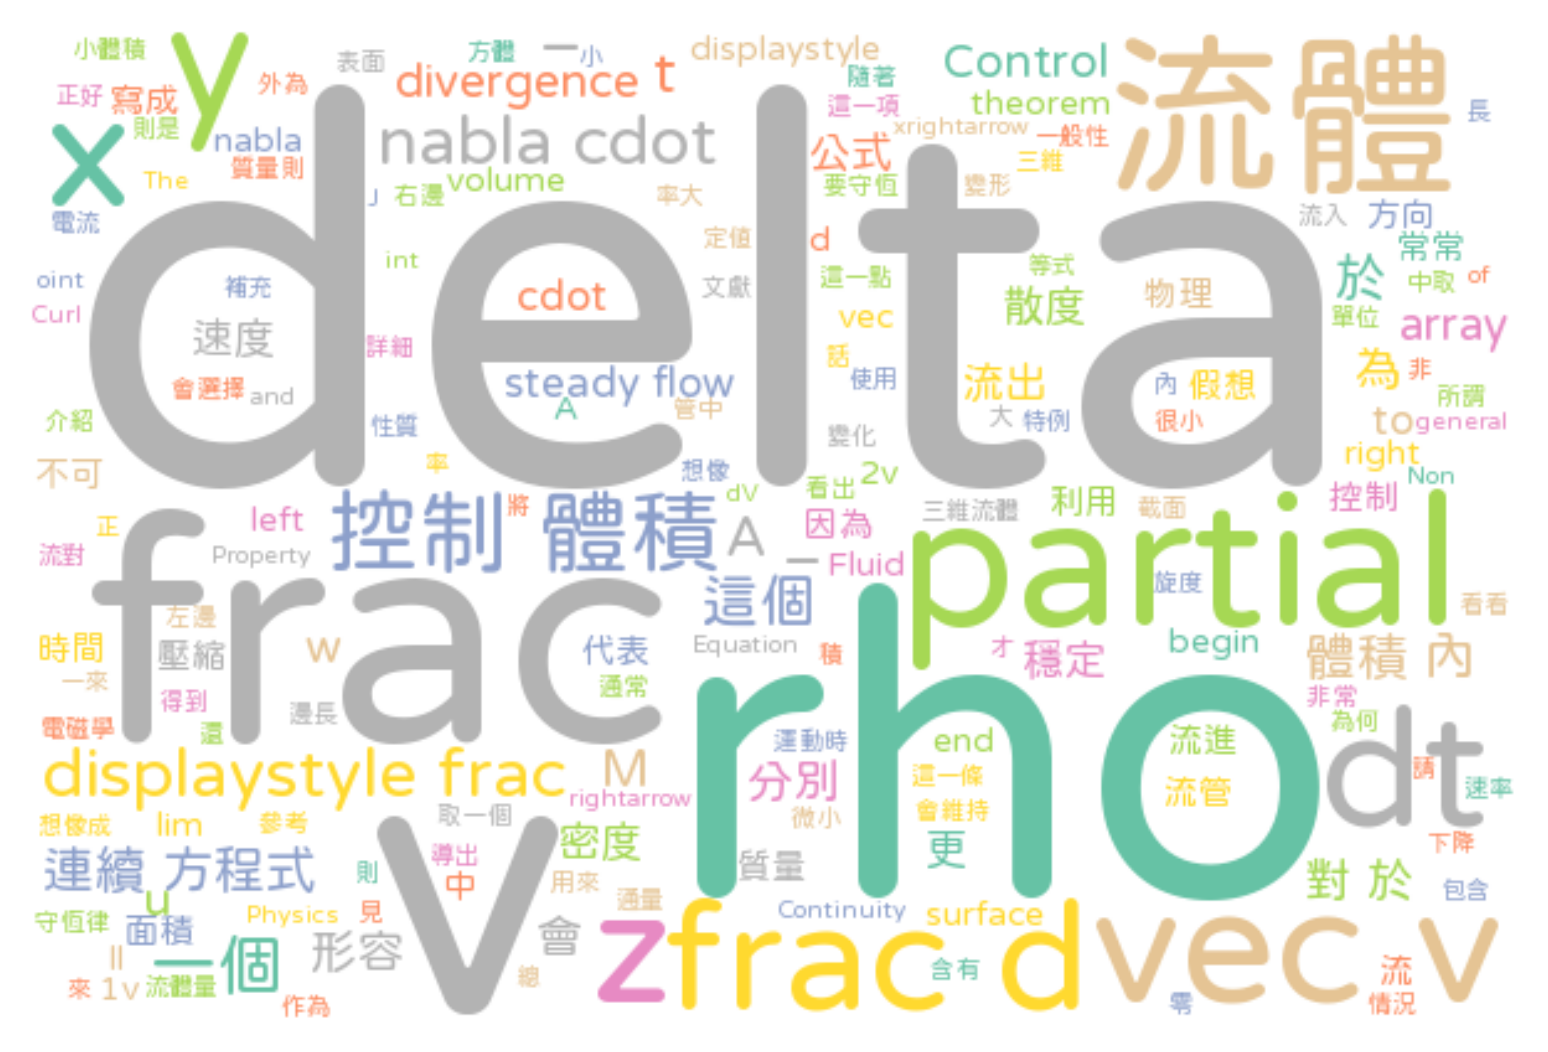 小體積
y
表面
方體
一
小
displaystyle
Control
流體
正好
寫成
外為
divergence
t
隨著
theorem
長
x
則是
nabla
nabla cdot
這一項
xrightarrow
一般性
質量則
公式
三維
The
J
右邊
volume
率大
要守恆
變形
電流
delta
定值
d
流入
方向
常常
int
等式
oint
補充
cdot
文獻
這一點
散度
物理
於
中取
of
Curl
速度
詳細
vec
單位
array
話
會選擇
and
steady flow
使用
流出
內
假想
為
非
所謂
介紹
性質
A
管中
大
特例
很小
to
general
變化
不可
率
想像
2v
right
Non
看出
控制
正
left
控制 體積
將
dV
三維流體
利用
截面
partial
流對
Property
A
因為
一
Fluid
frac
這個
旋度
看看
左邊
時間
壓縮
w
代表
Equation
積
rho
才
穩定
begin
體積 內
一來
得到
邊長
通常
非常
電磁學
還
運動時
end
流進
為何
dt
displaystyle frac
M
rightarrow
分別
這一條
流管
請
速率
想像成
lim
參考
取一個
微小
會維持
連續 方程式
v
密度
質量
更
下降
則
導出
中
用來
對 於
包含
守恆律
u
面積
Physics
見
通量
Continuity
surface
ll
一個
形容
會
z
frac d
vec v
總
含有
流
來
1v
流體量
作為
零
情況